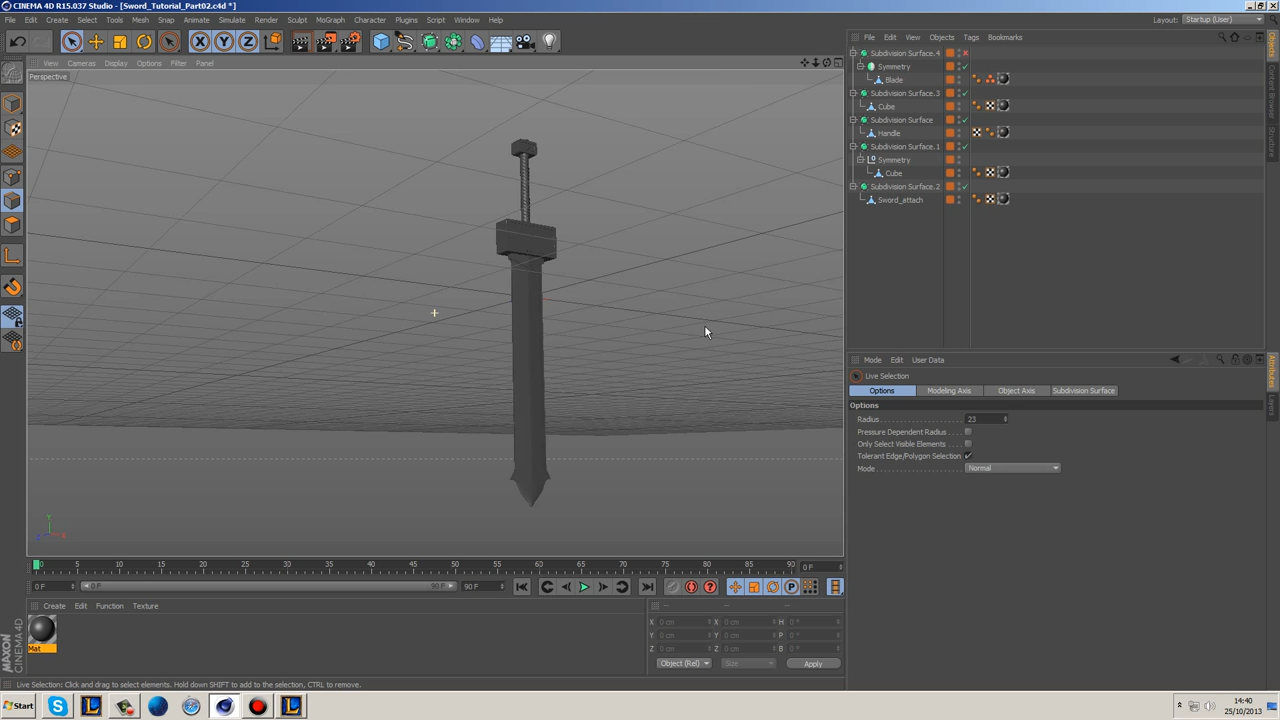 CINEMA 4D R15.037 Studio - [Sword_Tutorial_Part02.c4d *]
File Edit Create Select Tools Mesh Snap Animate Simulate Render Sculpt MoGraph Character Plugins Script Window Help
Layout: Startup (User)
X Y Z
File Edit View Objects Tags Bookmarks
View Cameras Display Options Filter Panel
Perspective
Subdivision Surface.4
Symmetry
Blade
Subdivision Surface.3
Cube
Subdivision Surface
Handle
Subdivision Surface.1
Symmetry
Cube
Subdivision Surface.2
Sword_attach
Objects
Content Browser
Structure
Mode Edit User Data
Live Selection
Options Modeling Axis Object Axis Subdivision Surface
Options
Radius 23
Pressure Dependent Radius
Only Select Visible Elements
Tolerant Edge/Polygon Selection
Mode Normal
Attributes
Layers
Y
X
Z
0 5 10 15 20 25 30 35 40 45 50 55 60 65 70 75 80 85 90 0 F
0 F 0 F 90 F 90 F
Create Edit Function Texture
Mat
-- -- --
X 0 cm X 0 cm H 0 °
Y 0 cm Y 0 cm P 0 °
Z 0 cm Z 0 cm B 0 °
Object (Rel) Size Apply
MAXON
CINEMA 4D
Live Selection: Click and drag to select elements. Hold down SHIFT to add to the selection, CTRL to remove.
Start
14:40
25/10/2013